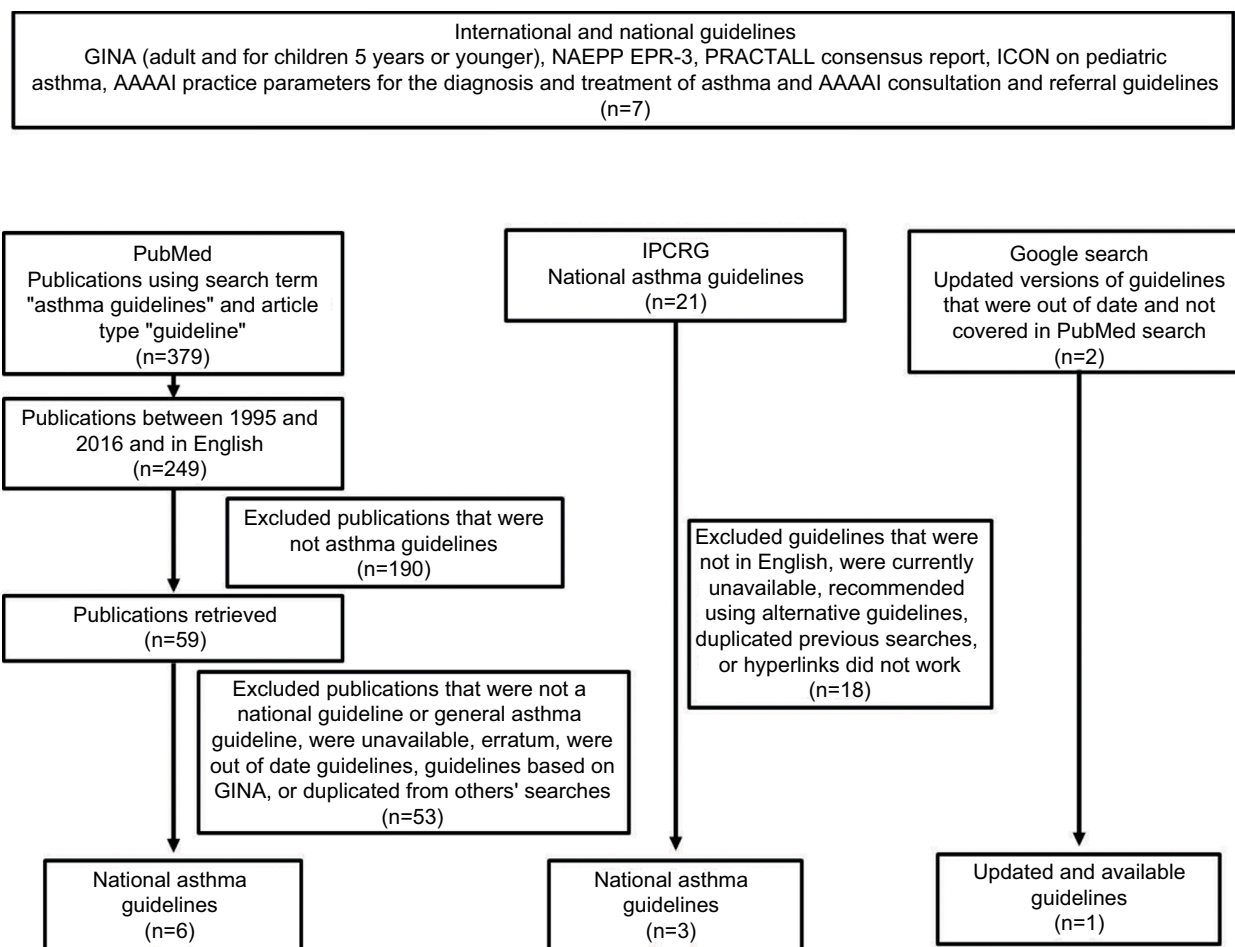 International and national guidelines
GINA (adult and for children 5 years or younger), NAEPP EPR-3, PRACTALL consensus report, ICON on pediatric
asthma, AAAAI practice parameters for the diagnosis and treatment of asthma and AAAAI consultation and referral guidelines
(n=7)
PubMed
Publications using search term
"asthma guidelines" and article
type "guideline"
(n=379)
IPCRG
National asthma guidelines
(n=21)
Google search
Updated versions of guidelines
that were out of date and not
covered in PubMed search
(n=2)
Publications between 1995 and
2016 and in English
(n=249)
Excluded publications that were
not asthma guidelines
(n=190)
Excluded guidelines that were
not in English, were currently
unavailable, recommended
using alternative guidelines,
duplicated previous searches,
or hyperlinks did not work
(n=18)
Publications retrieved
(n=59)
Excluded publications that were not a
national guideline or general asthma
guideline, were unavailable, erratum, were
out of date guidelines, guidelines based on
GINA, or duplicated from others' searches
(n=53)
National asthma
guidelines
(n=6)
National asthma
guidelines
(n=3)
Updated and available
guidelines
(n=1)